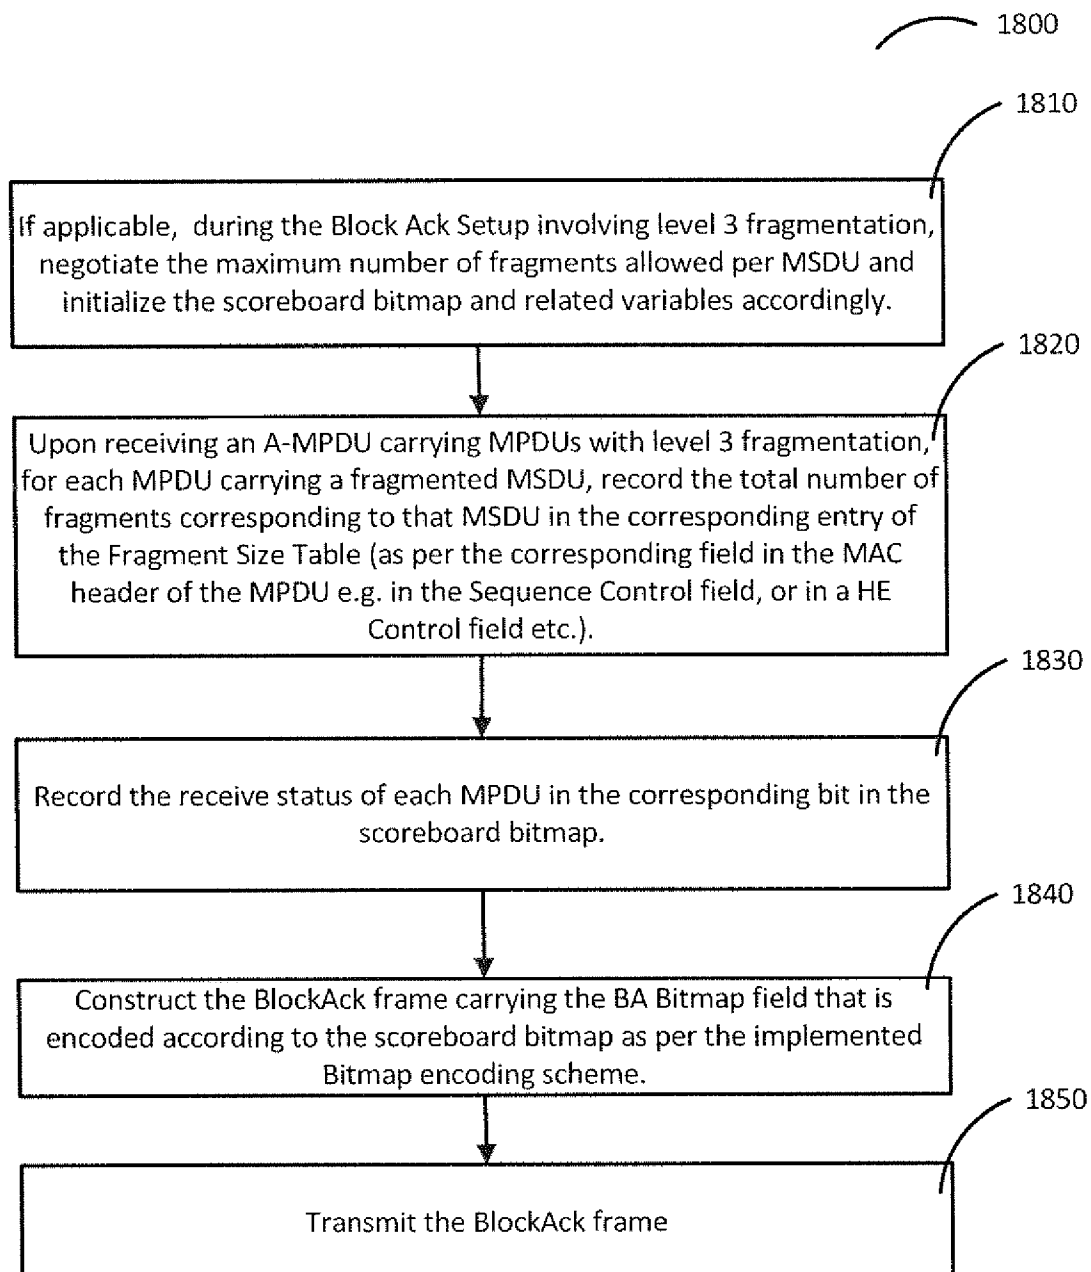 1800
1810
If applicable, during the Block Ack Setup involving level 3 fragmentation,
negotiate the maximum number of fragments allowed per MSDU and
initialize the scoreboard bitmap and related variables accordingly.
1820
Upon receiving an A-MPDU carrying MPDUs with level 3 fragmentation,
for each MPDU carrying a fragmented MSDU, record the total number of
fragments corresponding to that MSDU in the corresponding entry of
the Fragment Size Table (as per the corresponding field in the MAC
header of the MPDU e.g. in the Sequence Control field, or in a HE
Control field etc.).
1830
Record the receive status of each MPDU in the corresponding bit in the
scoreboard bitmap.
1840
Construct the BlockAck frame carrying the BA Bitmap field that is
encoded according to the scoreboard bitmap as per the implemented
Bitmap encoding scheme.
1850
Transmit the BlockAck frame